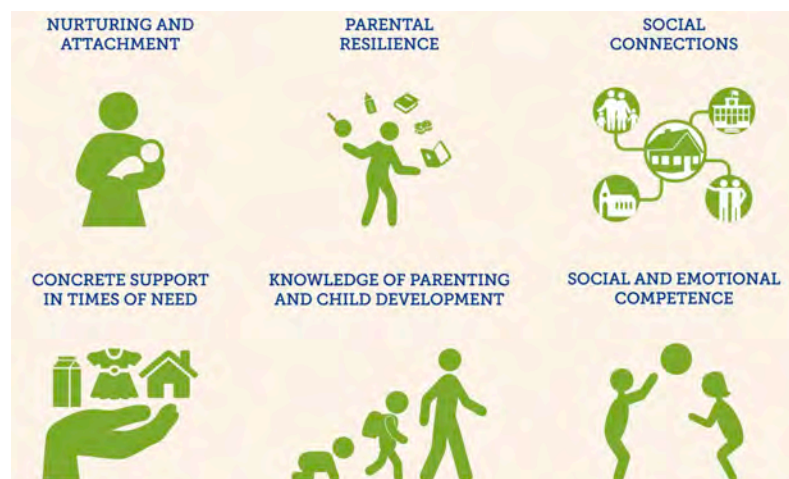 NURTURING AND
ATTACHMENT
PARENTAL
RESILIENCE
SOCIAL
CONNECTIONS
CONCRETE SUPPORT
IN TIMES OF NEED
KNOWLEDGE OF PARENTING
AND CHILD DEVELOPMENT
SOCIAL AND EMOTIONAL
COMPETENCE